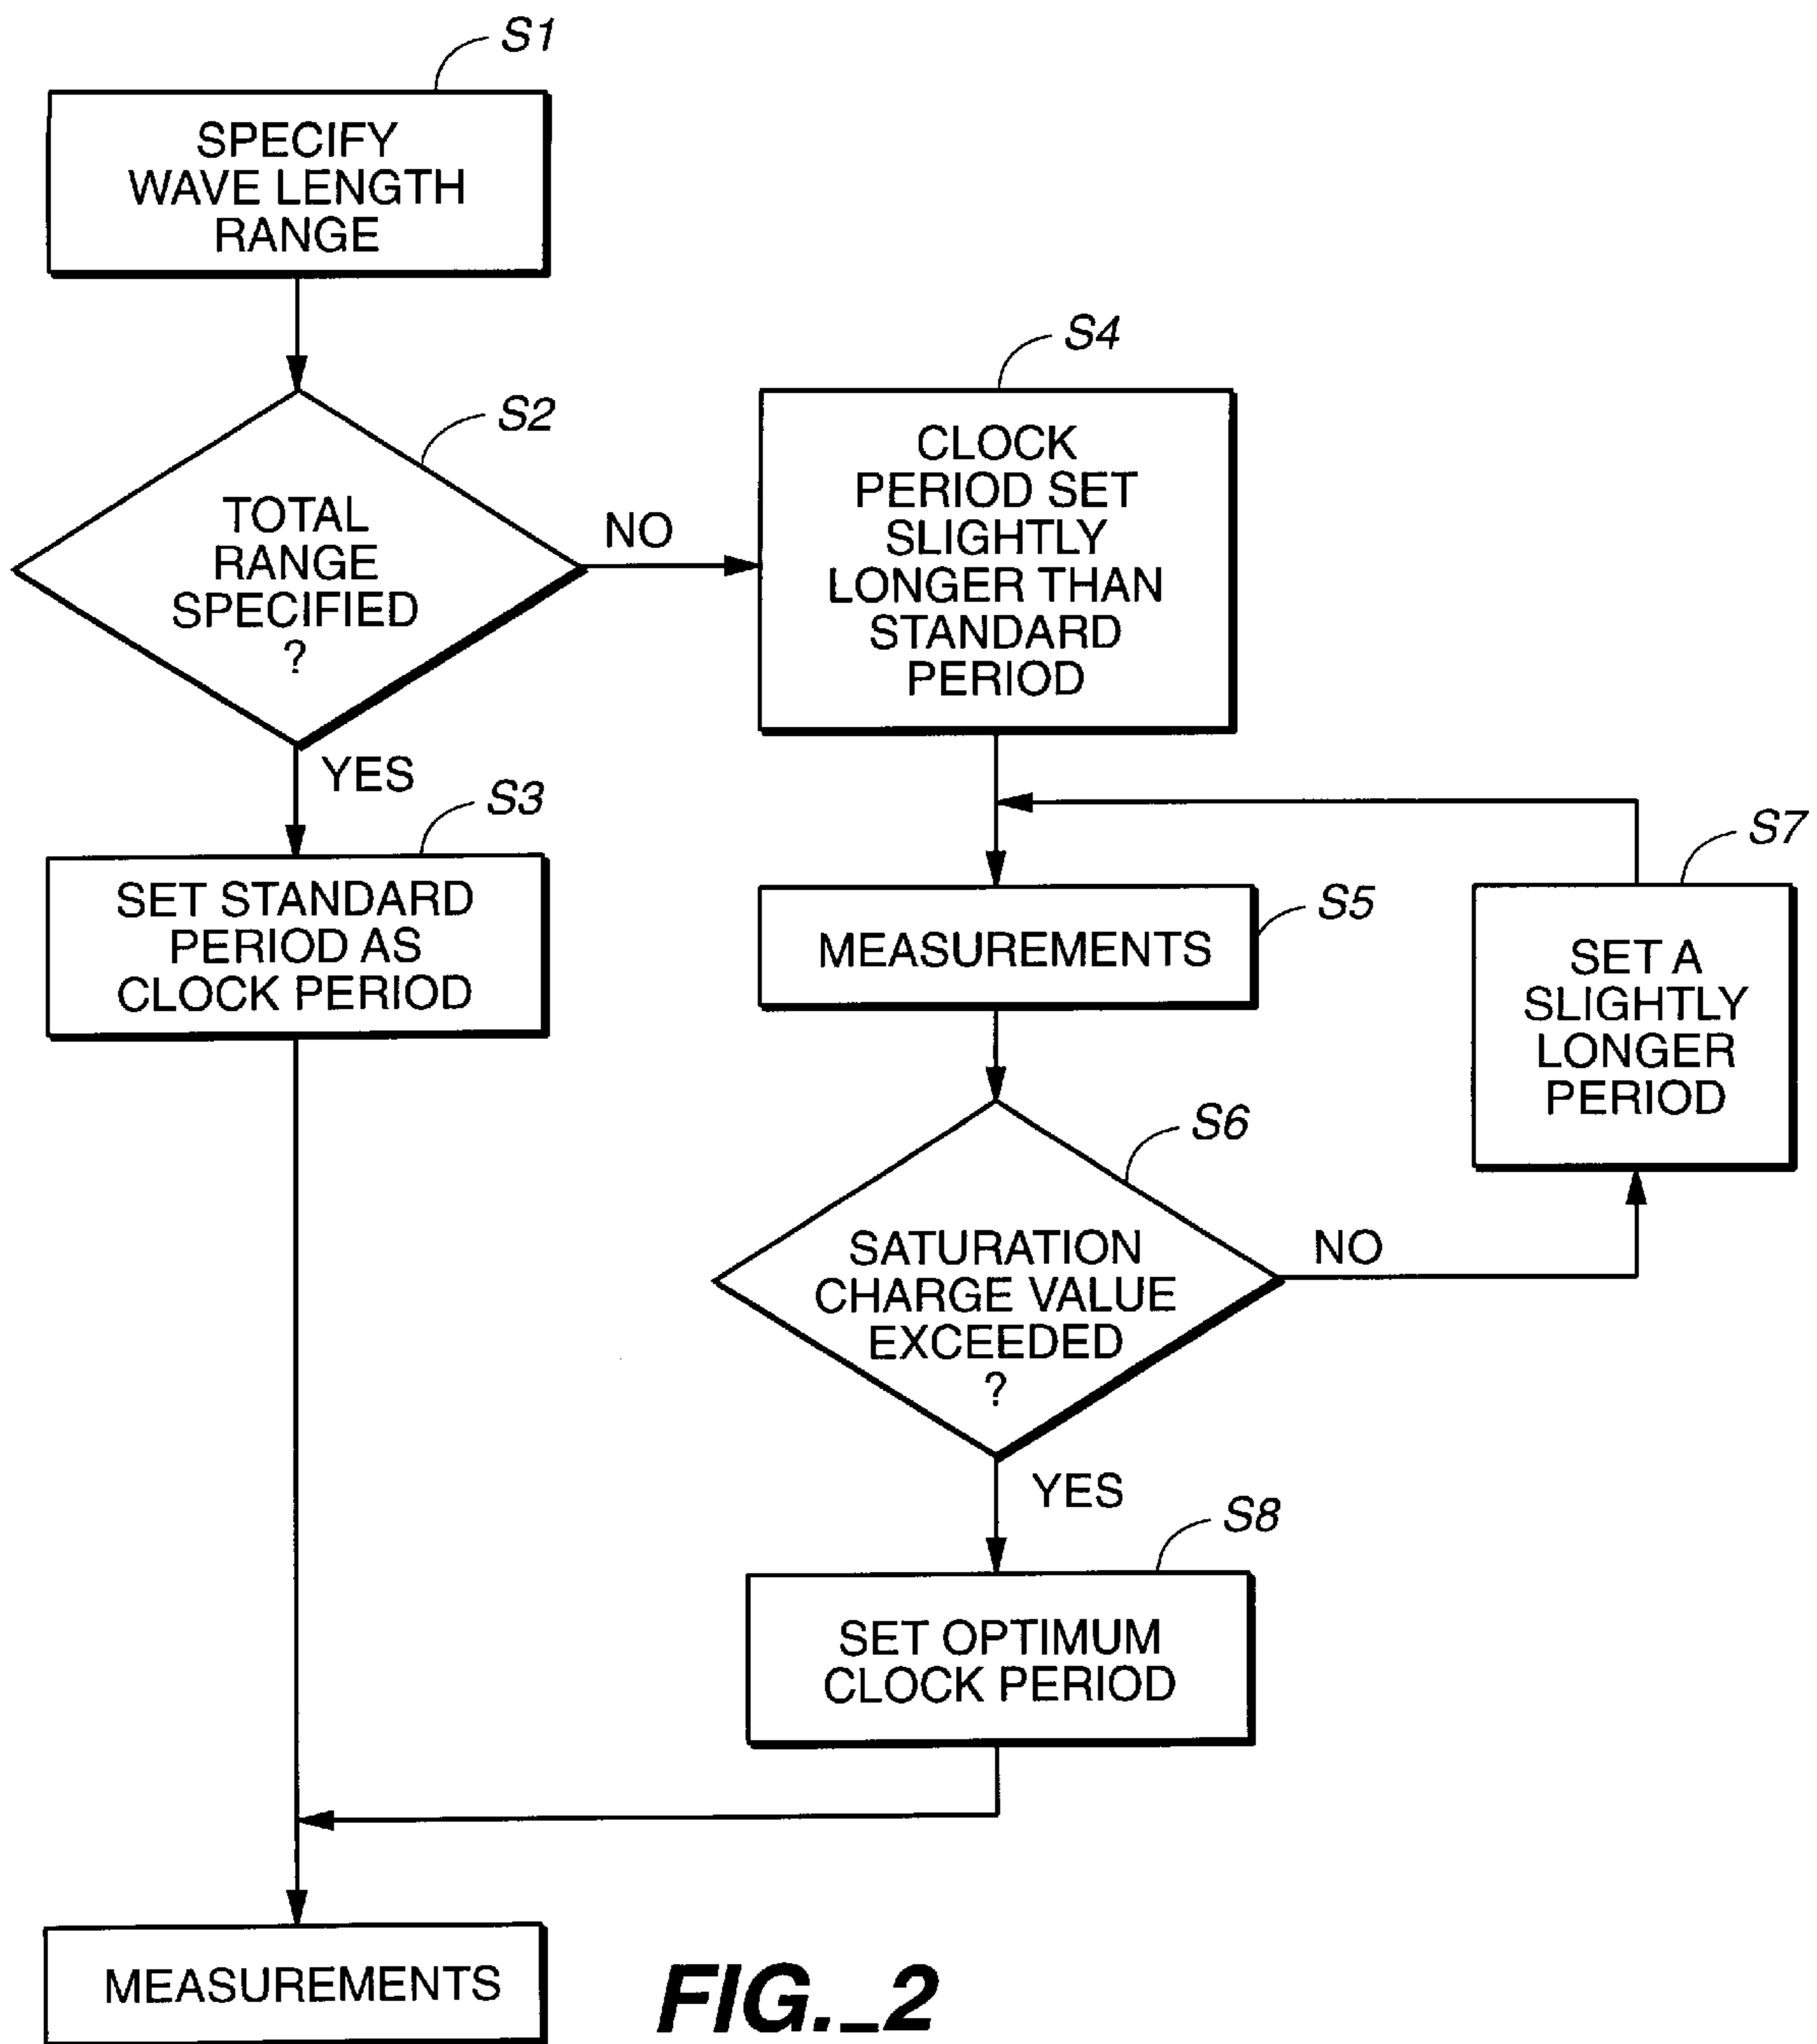 S1
SPECIFY
WAVE LENGTH
RANGE
S2
TOTAL
RANGE
SPECIFIED
?
NO
YES
S3
SET STANDARD
PERIOD AS
CLOCK PERIOD
S4
CLOCK
PERIOD SET
SLIGHTLY
LONGER THAN
STANDARD
PERIOD
S5
MEASUREMENTS
S6
SATURATION
CHARGE VALUE
EXCEEDED
?
NO
S7
SET A
SLIGHTLY
LONGER
PERIOD
YES
S8
SET OPTIMUM
CLOCK PERIOD
MEASUREMENTS
FIG._2